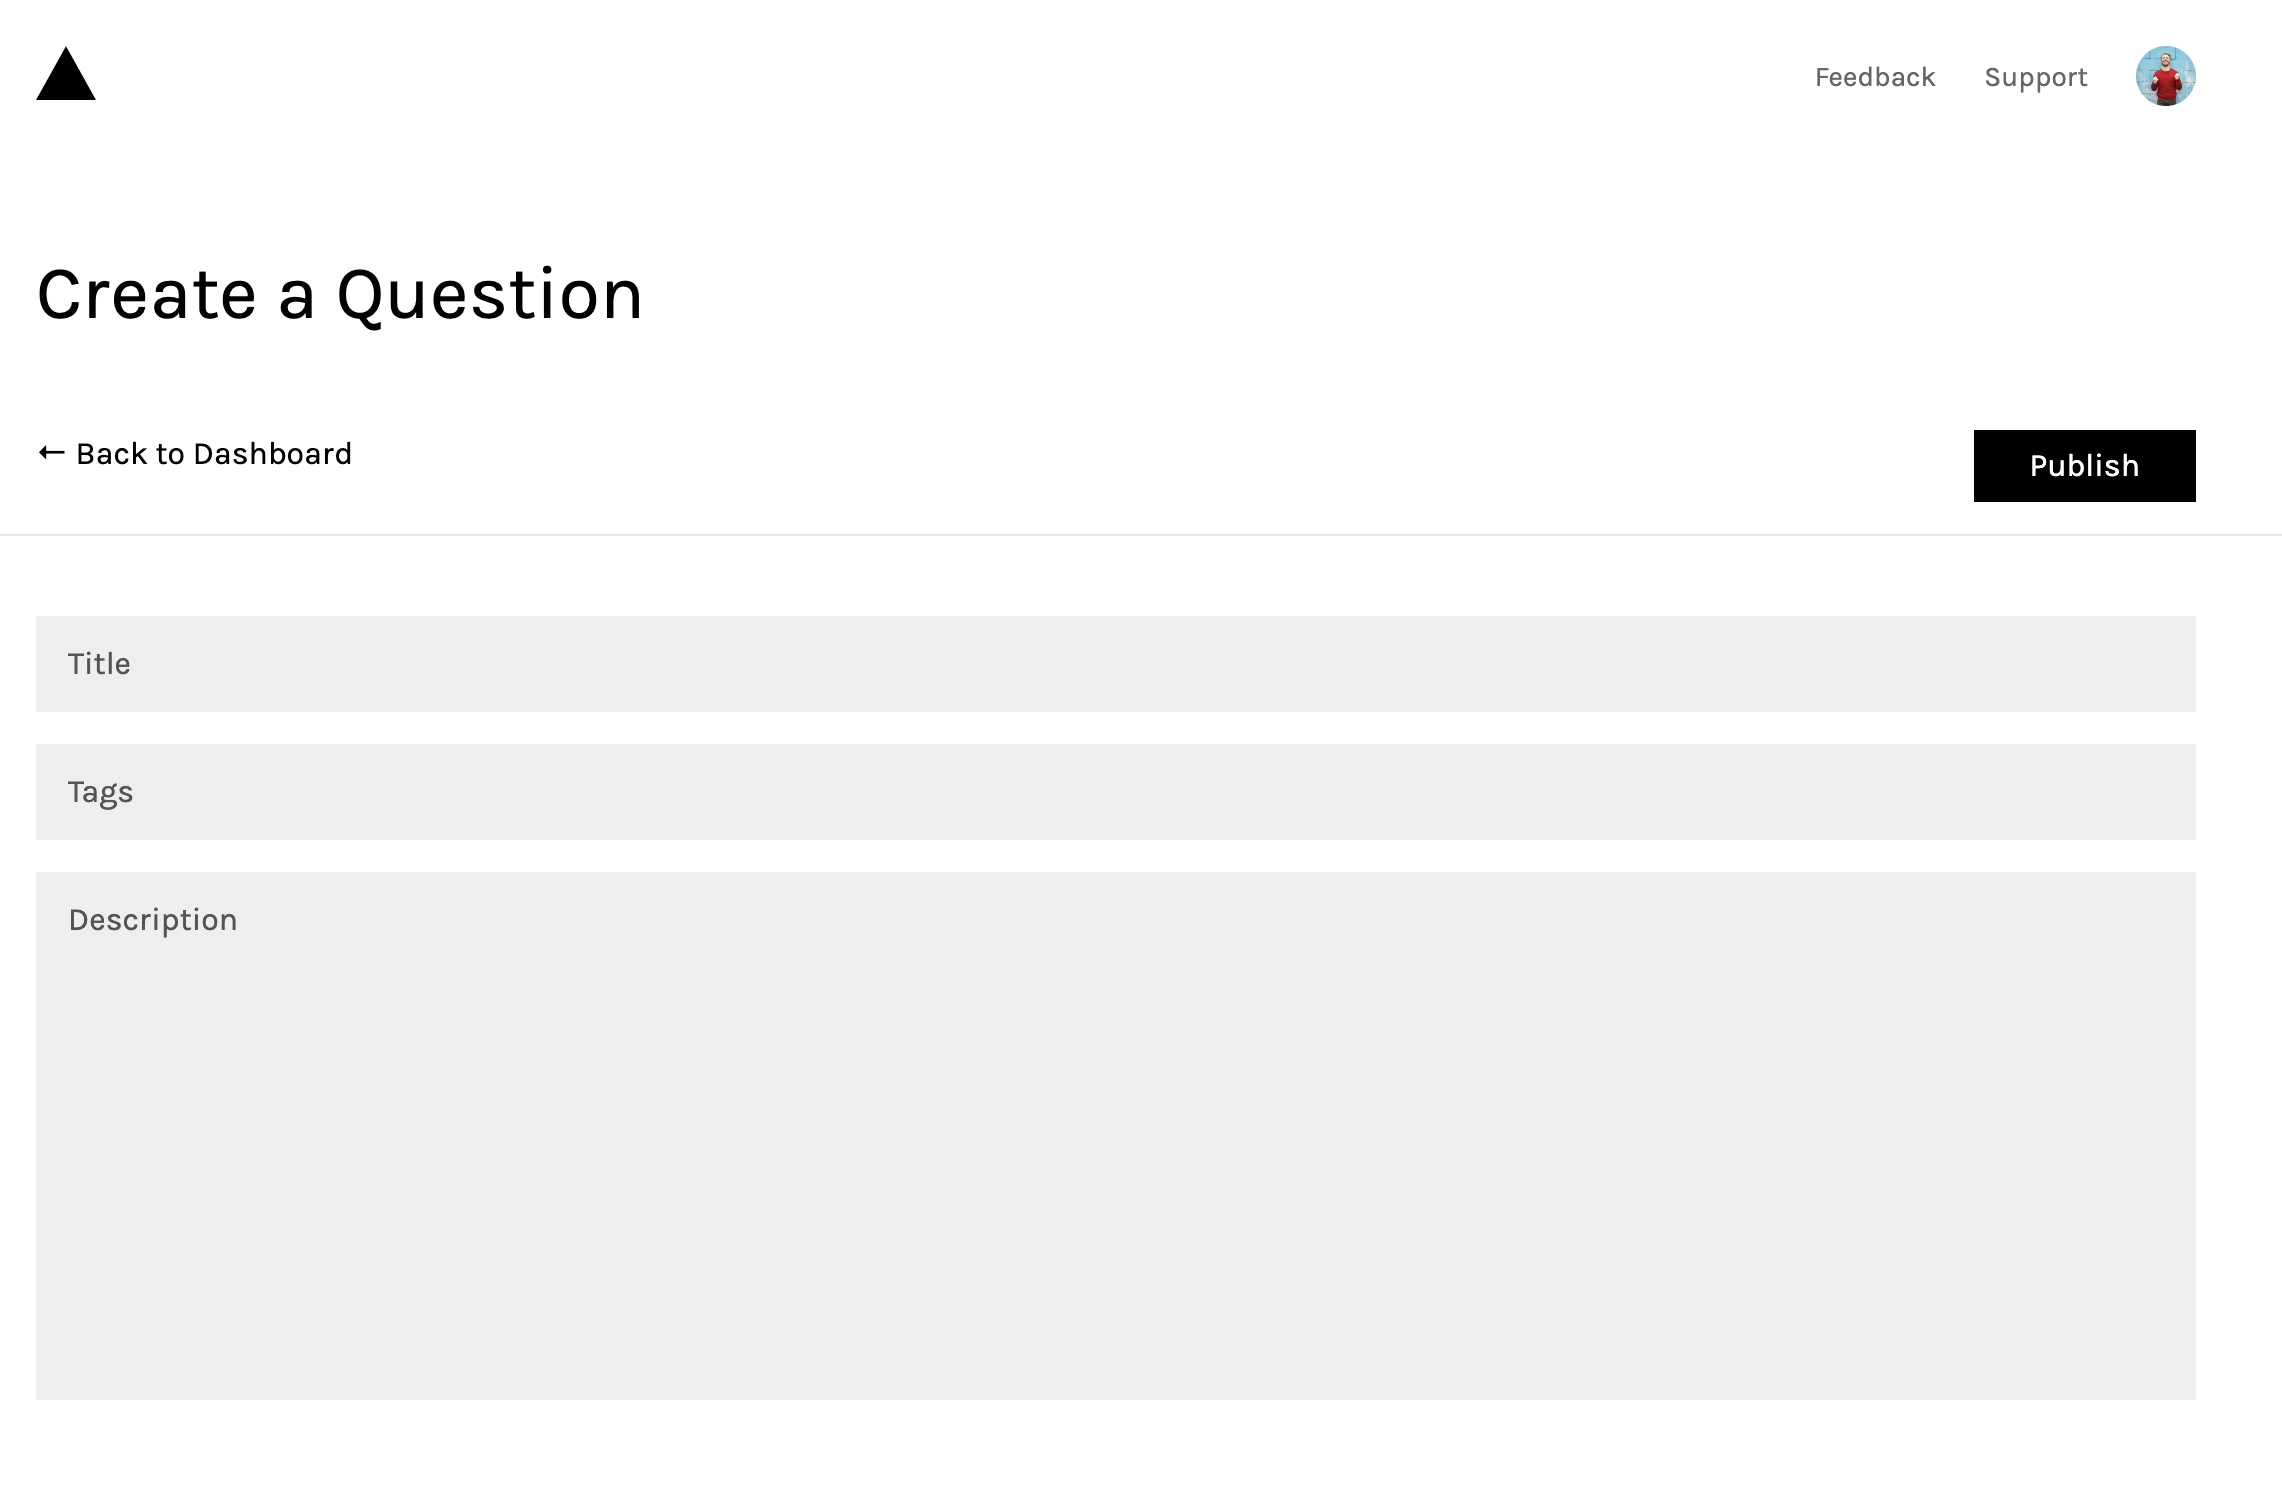 Feedback Support
Create a Question
← Back to Dashboard
Publish
Title
Tags
Description